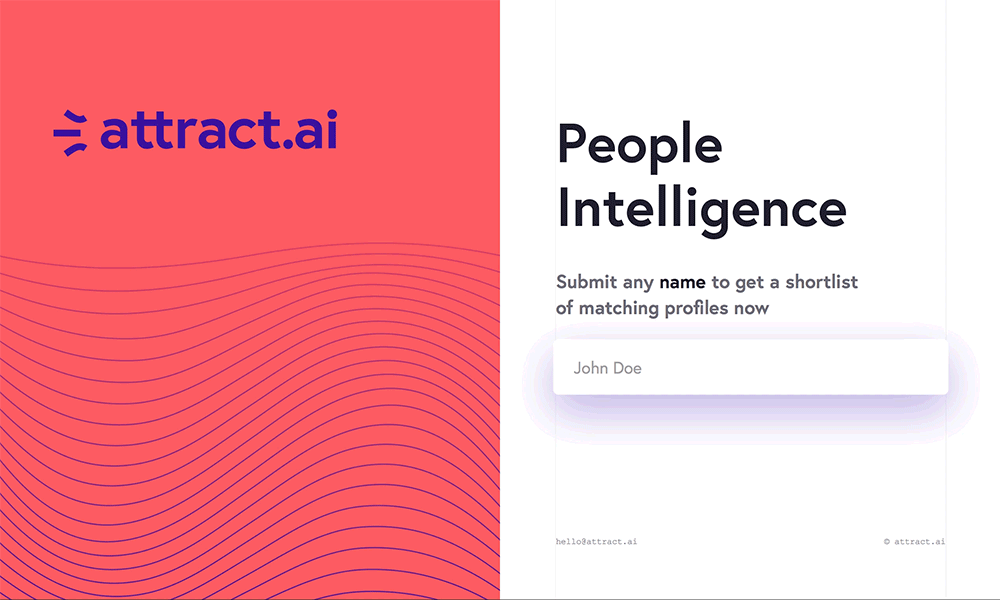 attract.ai
People
Intelligence
Submit any name to get a shortlist
of matching profiles now
John Doe
hello@attract.ai
© attract.ai